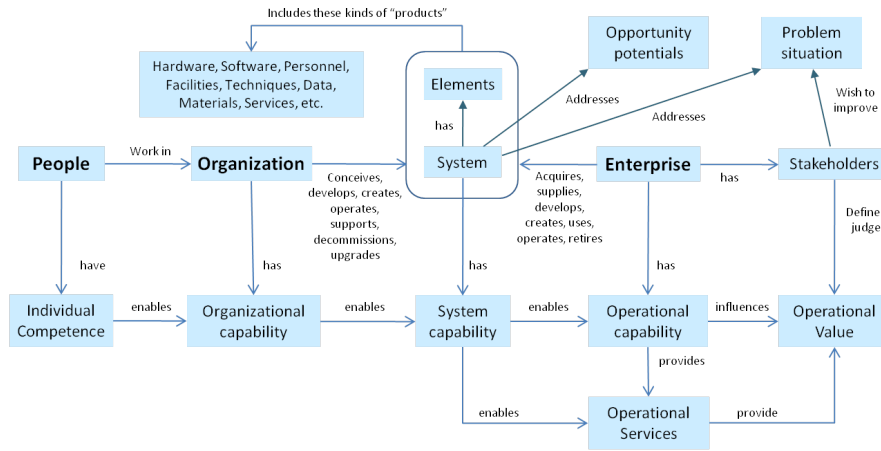 Includes these kinds of “products”
Hardware, Software, Personnel,
Facilities, Techniques, Data,
Materials, Services, etc.
Elements
has
System
Opportunity
potentials
Addresses
Problem
situation
Addresses
Wish to
improve
People
Work in
Organization
Conceives,
develops, creates,
operates,
supports,
decommissions,
upgrades
Acquires,
supplies,
develops,
creates, uses,
operates, retires
Enterprise
has
Stakeholders
Define
judge
have
has
has
has
Individual
Competence
enables
Organizational
capability
enables
System
capability
enables
Operational
capability
influences
Operational
Value
provides
enables
Operational
Services
provide